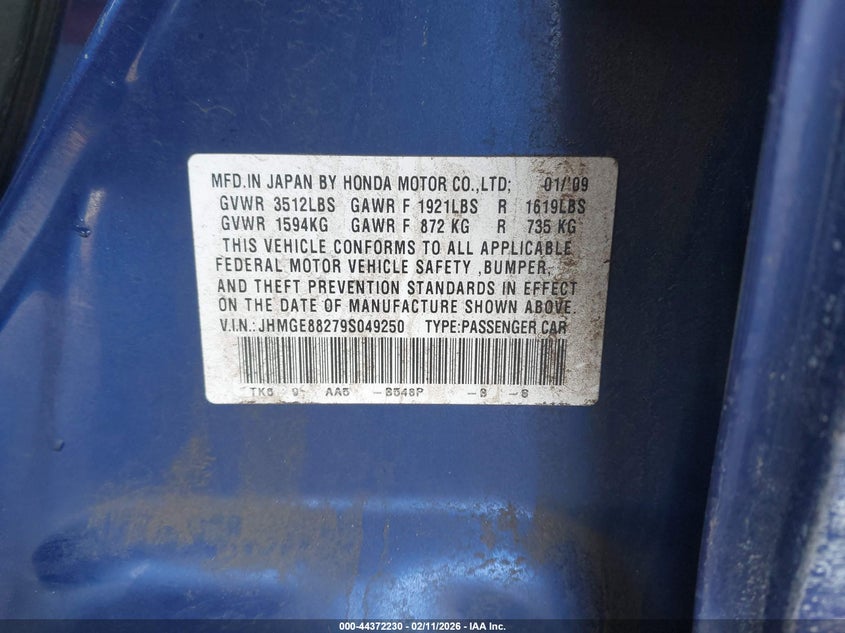 MFD.IN JAPAN BY HONDA MOTOR CO.,LTD; 01/'09
GVWR 3512LBS GAWR F 1921LBS R 1619LBS
GVWR 1594KG GAWR F 872 KG R 735 KG
THIS VEHICLE CONFORMS TO ALL APPLICABLE
FEDERAL MOTOR VEHICLE SAFETY ,BUMPER,
AND THEFT PREVENTION STANDARDS IN EFFECT
ON THE DATE OF MANUFACTURE SHOWN ABOVE.
V.I.N.: JHMGE88279S049250 TYPE:PASSENGER CAR
AA5 -B548P
000-44372230 - 02/11/2026 - IAA Inc.